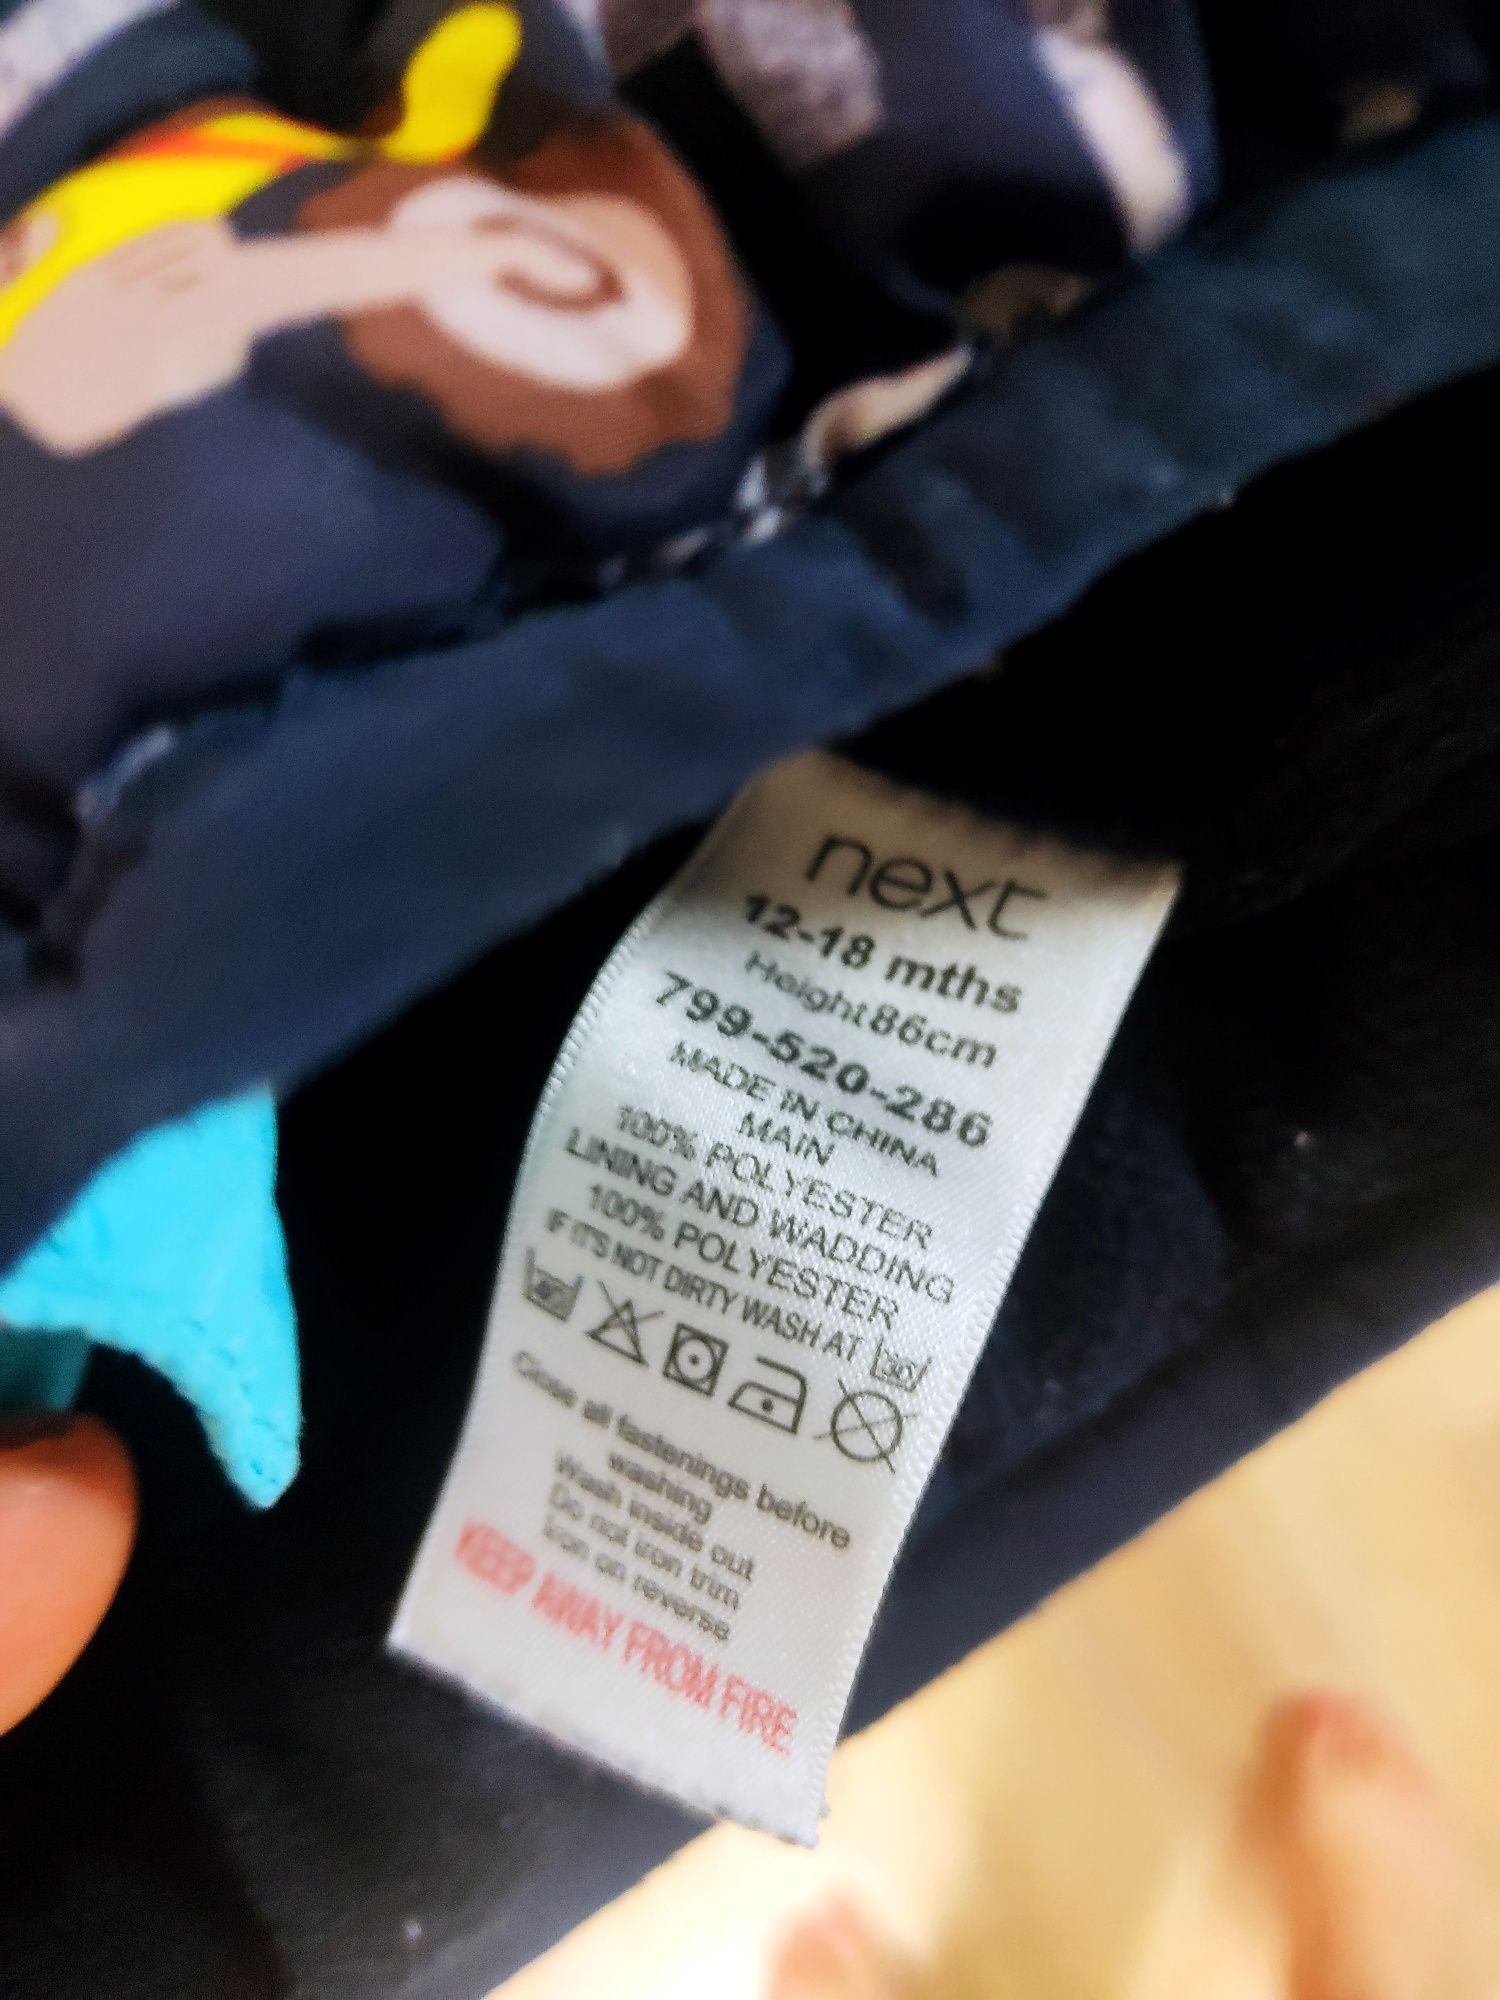 next
12-18 mths
Height 86cm
799-520-286
MADE IN CHINA
MAIN
100% POLYESTER
LINING AND WADDING
100% POLYESTER
IF IT'S NOT DIRTY WASH AT 30
Close all fastenings before
washing
Wash inside out
Do not iron trim
Iron on reverse
KEEP AWAY FROM FIRE